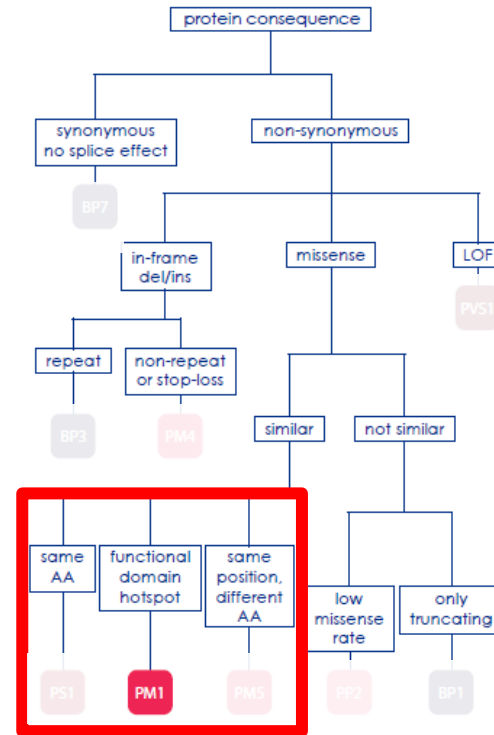 protein consequence
synonymous
no splice effect
non-synonymous
BP7
in-frame
del/ins
missense
LOF
PVS1
repeat
non-repeat
or stop-loss
BP3
PM4
similar
not similar
same
AA
functional
domain
hotspot
same
position,
different
AA
low
missense
rate
only
truncating
PS1
PM1
PM5
PP2
BP1